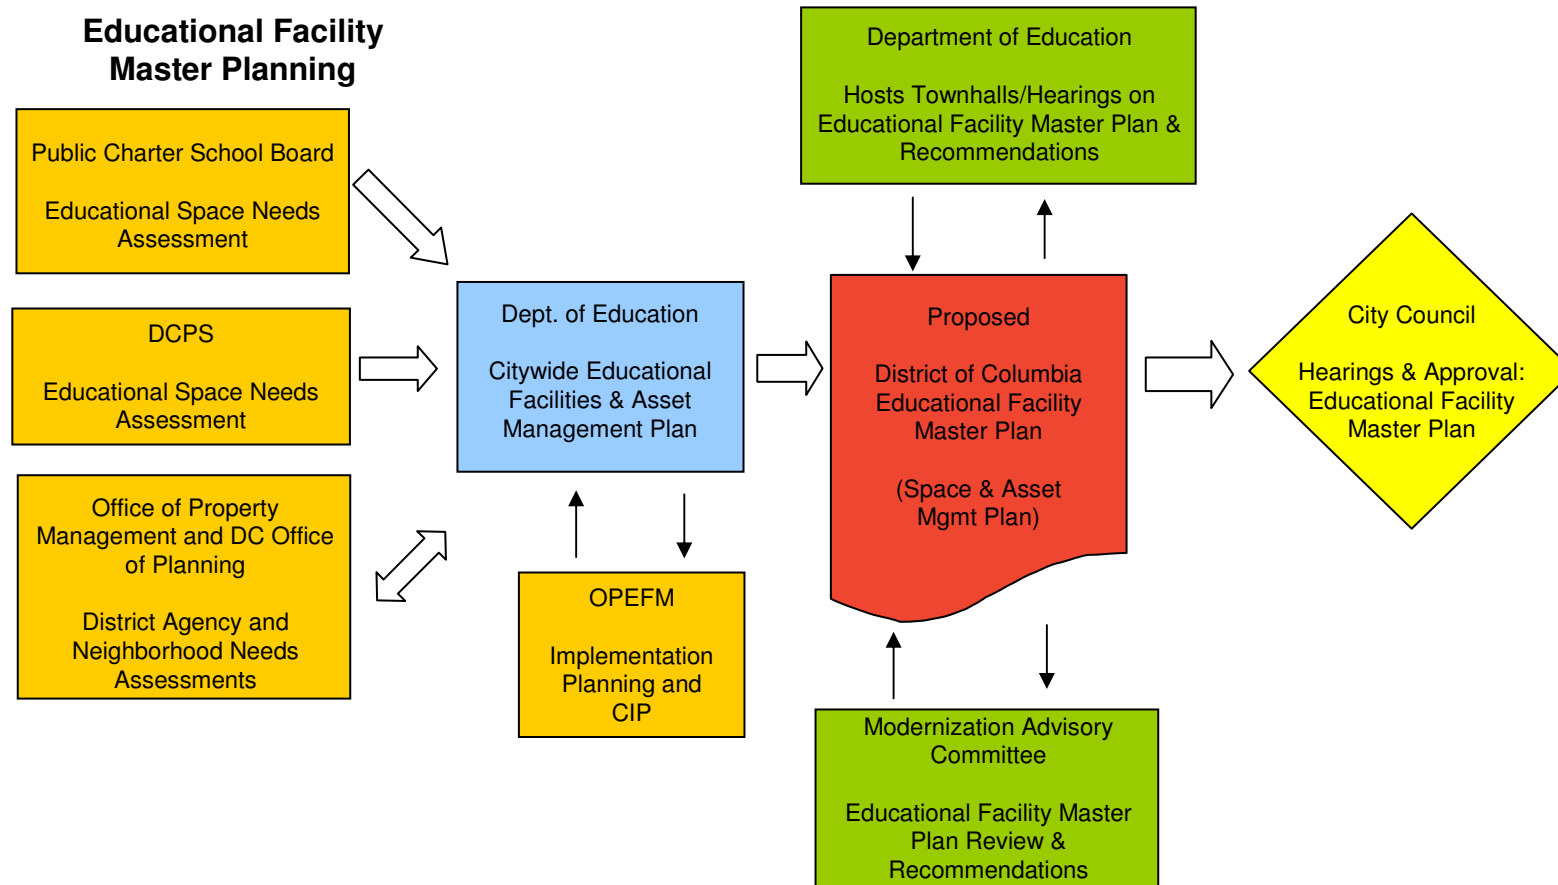 Educational Facility
Master Planning
Public Charter School Board
Educational Space Needs
Assessment
DCPS
Educational Space Needs
Assessment
Office of Property
Management and DC Office
of Planning
District Agency and
Neighborhood Needs
Assessments
Dept. of Education
Citywide Educational
Facilities & Asset
Management Plan
OPEFM
Implementation
Planning and
CIP
Department of Education
Hosts Townhalls/Hearings on
Educational Facility Master Plan &
Recommendations
Proposed
District of Columbia
Educational Facility
Master Plan
(Space & Asset
Mgmt Plan)
Modernization Advisory
Committee
Educational Facility Master
Plan Review &
Recommendations
City Council
Hearings & Approval:
Educational Facility
Master Plan